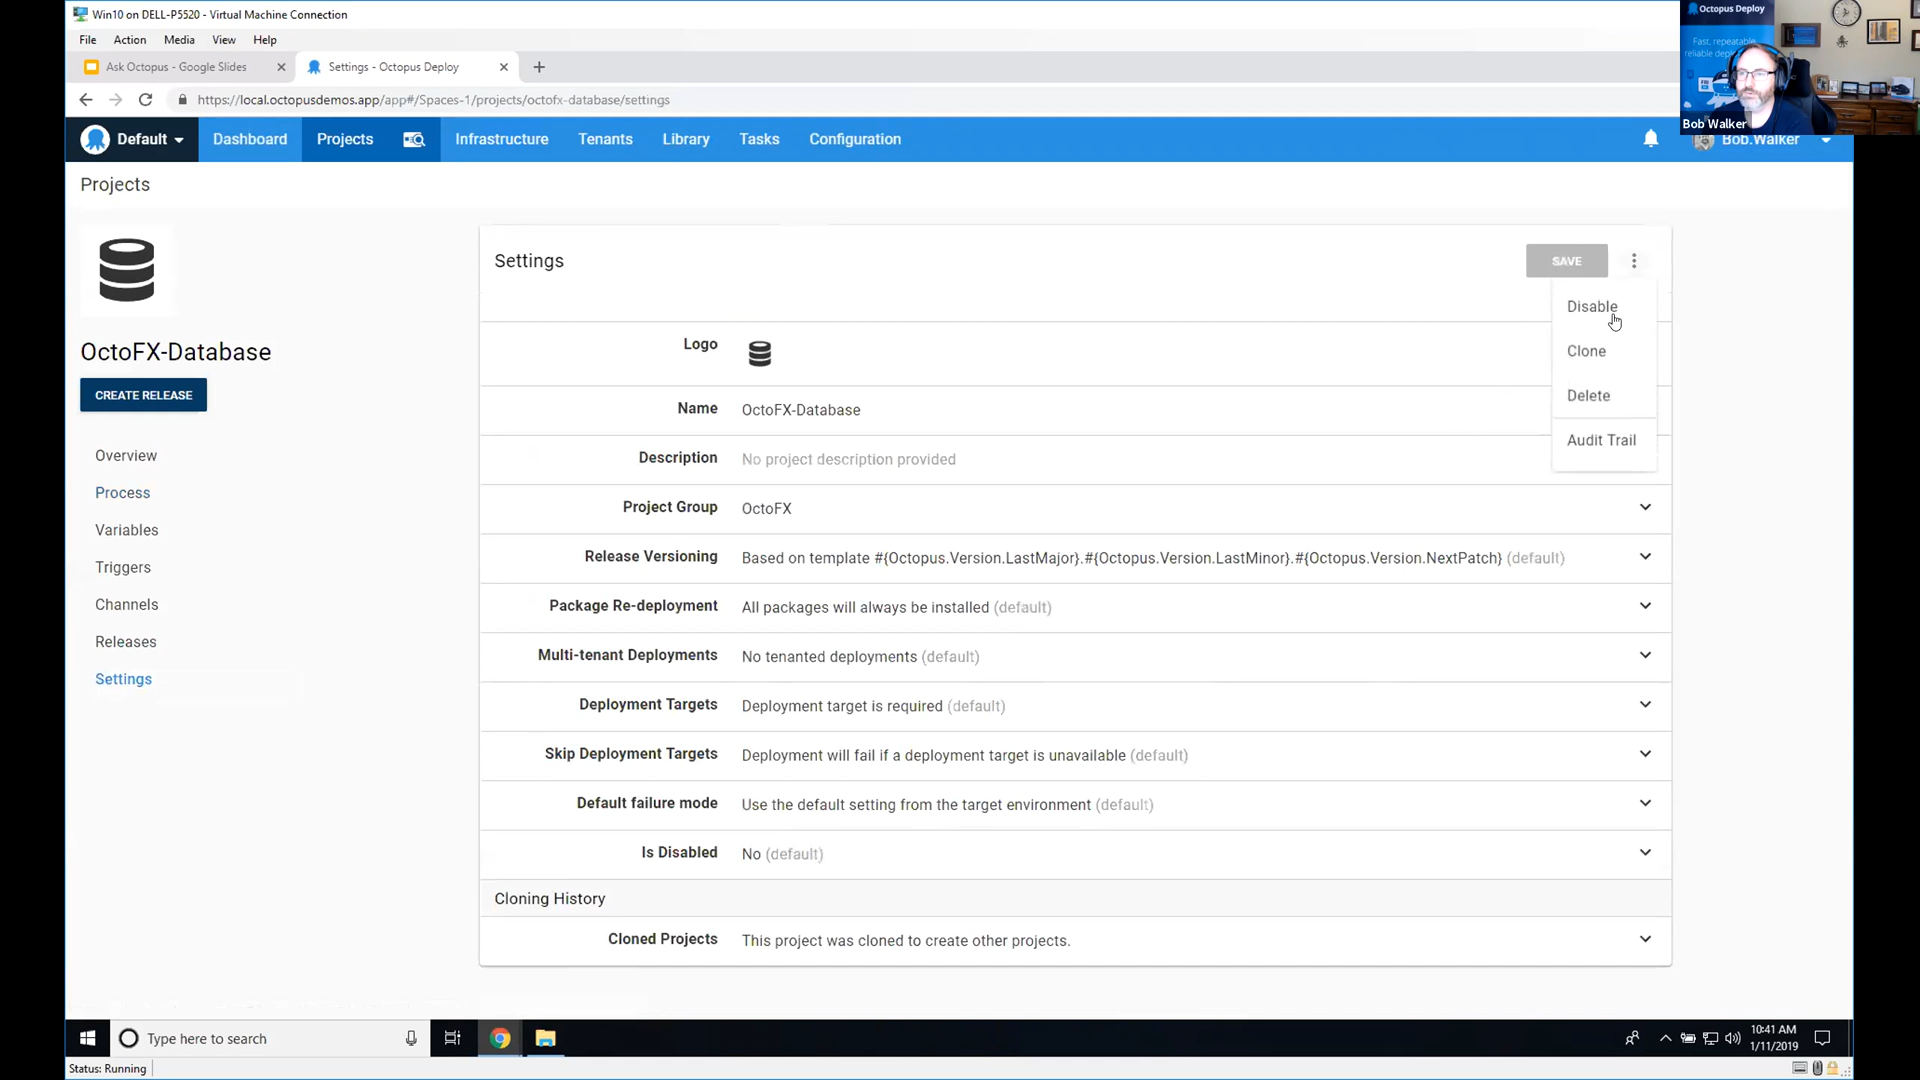 Win10 on DELL-P5520 - Virtual Machine Connection
File Action Media View Help
Ask Octopus - Google Slides
Settings - Octopus Deploy
https://local.octopusdemos.app/app#/Spaces-1/projects/octofx-database/settings
Octopus Deploy
Fast, repeatable,
reliable
Bob Walker
Default Dashboard Projects Infrastructure Tenants Library Tasks Configuration Bob.Walker
Projects
OctoFX-Database
CREATE RELEASE
Overview
Process
Variables
Triggers
Channels
Releases
Settings
Settings
SAVE
Disable
Clone
Delete
Audit Trail
Logo
Name OctoFX-Database
Description No project description provided
Project Group OctoFX
Release Versioning Based on template #{Octopus.Version.LastMajor}.#{Octopus.Version.LastMinor}.#{Octopus.Version.NextPatch} (default)
Package Re-deployment All packages will always be installed (default)
Multi-tenant Deployments No tenanted deployments (default)
Deployment Targets Deployment target is required (default)
Skip Deployment Targets Deployment will fail if a deployment target is unavailable (default)
Default failure mode Use the default setting from the target environment (default)
Is Disabled No (default)
Cloning History
Cloned Projects This project was cloned to create other projects.
Type here to search
10:41 AM
1/11/2019
Status: Running